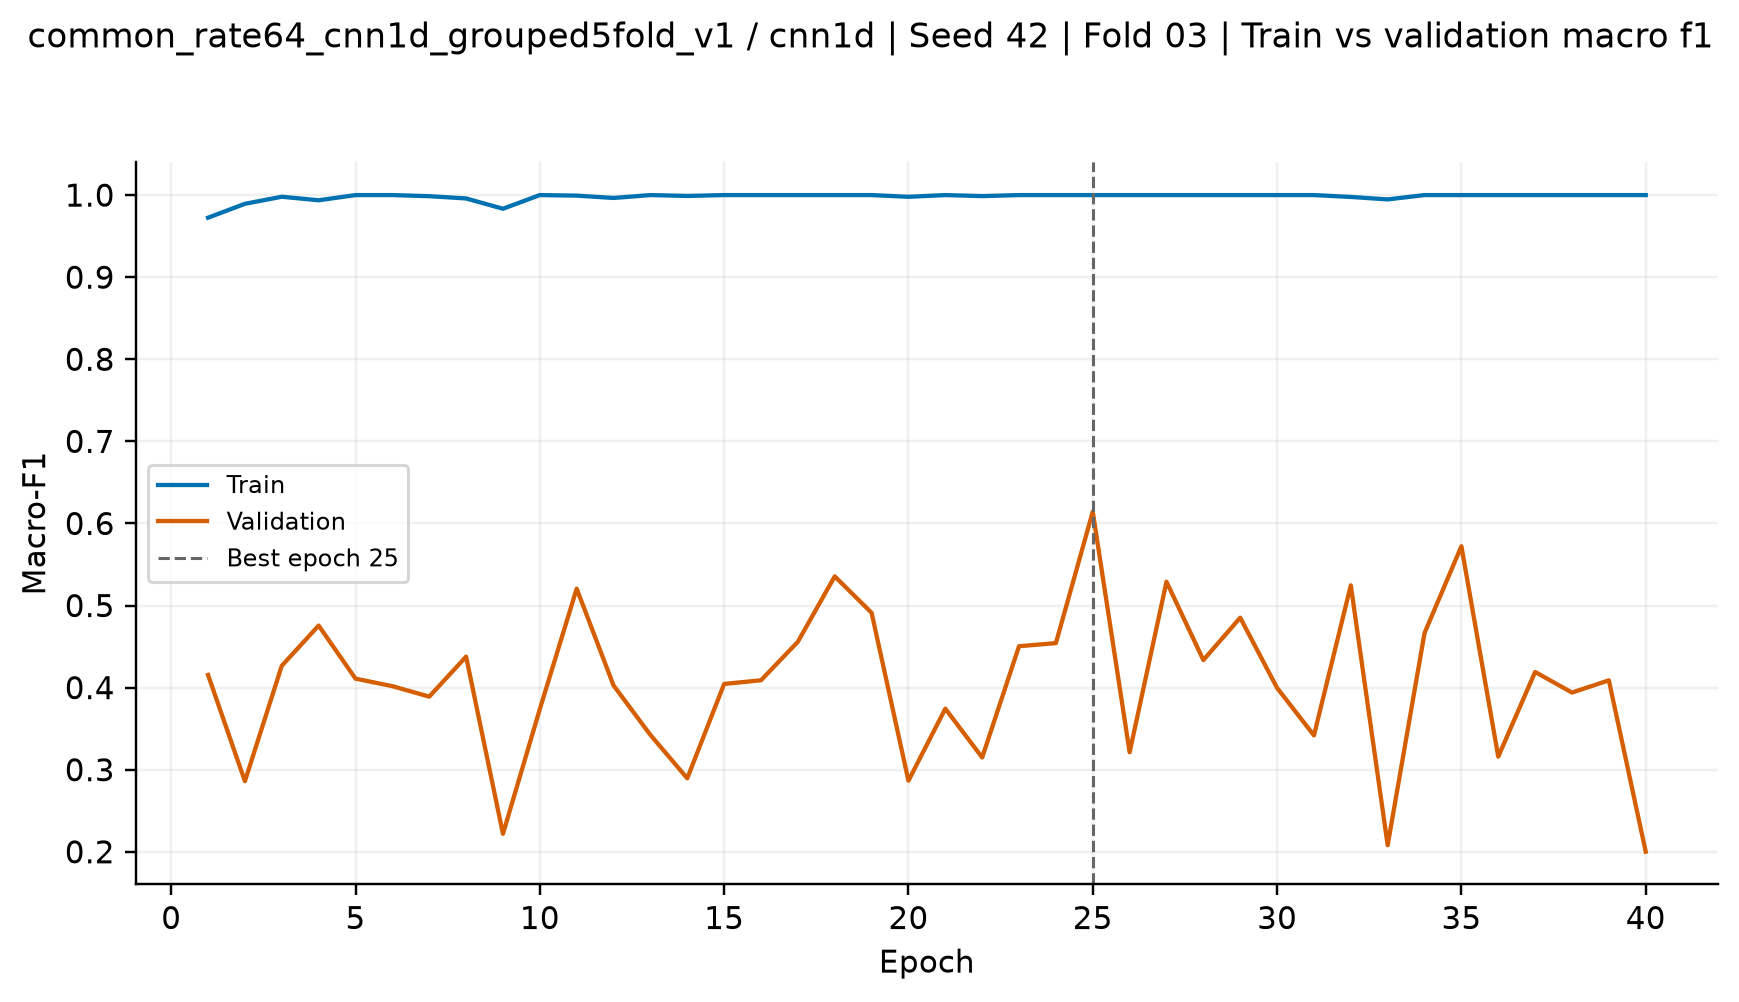 common_rate64_cnn1d_grouped5fold_v1 / cnn1d | Seed 42 | Fold 03 | Train vs validation macro f1
1.0
0.9
0.8
0.7
0.6
0.5
0.4
0.3
0.2
Macro-F1
Train
Validation
Best epoch 25
0 5 10 15 20 25 30 35 40
Epoch